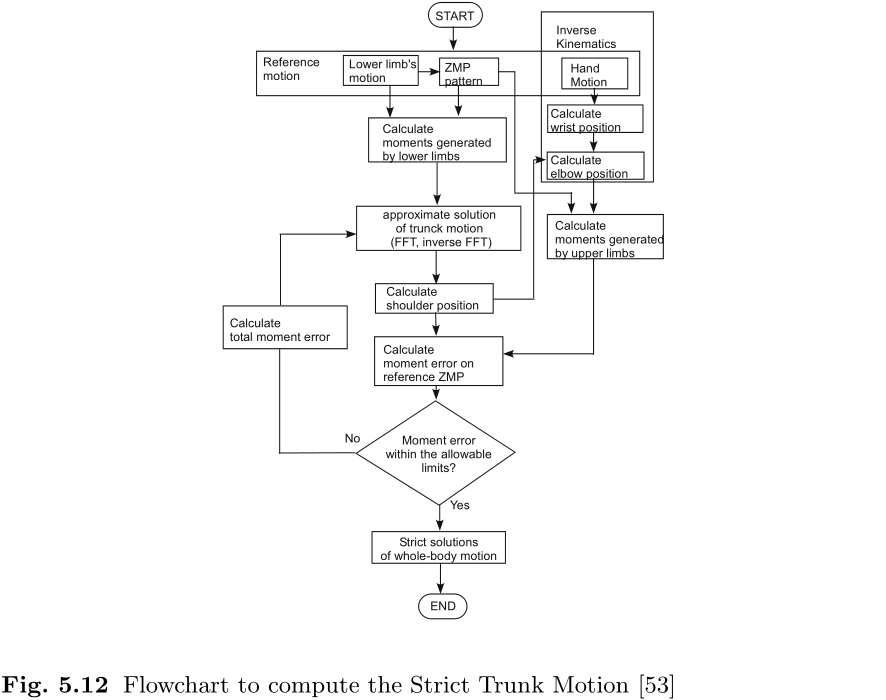 START
Inverse
Kinematics
Reference
motion
Lower limb's
motion
ZMP
pattern
Hand
Motion
Calculate
wrist position
Calculate
moments generated
by lower limbs
Calculate
elbow position
approximate solution
of trunck motion
(FFT, inverse FFT)
Calculate
moments generated
by upper limbs
Calculate
shoulder position
Calculate
total moment error
Calculate
moment error on
reference ZMP
No
Moment error
within the allowable
limits?
Yes
Strict solutions
of whole-body motion
END
Fig. 5.12 Flowchart to compute the Strict Trunk Motion [53]